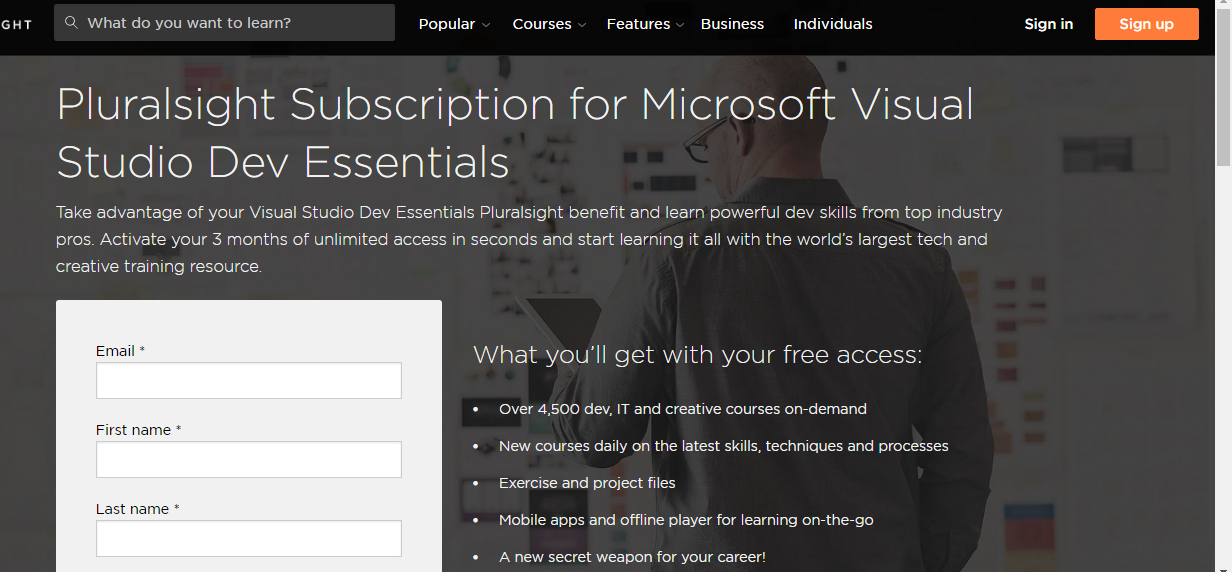 GHT
What do you want to learn?
Popular
Courses
Features
Business
Individuals
Sign in
Sign up
Pluralsight Subscription for Microsoft Visual
Studio Dev Essentials
Take advantage of your Visual Studio Dev Essentials Pluralsight benefit and learn powerful dev skills from top industry
pros. Activate your 3 months of unlimited access in seconds and start learning it all with the world’s largest tech and
creative training resource.
Email *
First name *
Last name *
What you’ll get with your free access:
• Over 4,500 dev, IT and creative courses on-demand
• New courses daily on the latest skills, techniques and processes
• Exercise and project files
• Mobile apps and offline player for learning on-the-go
• A new secret weapon for your career!